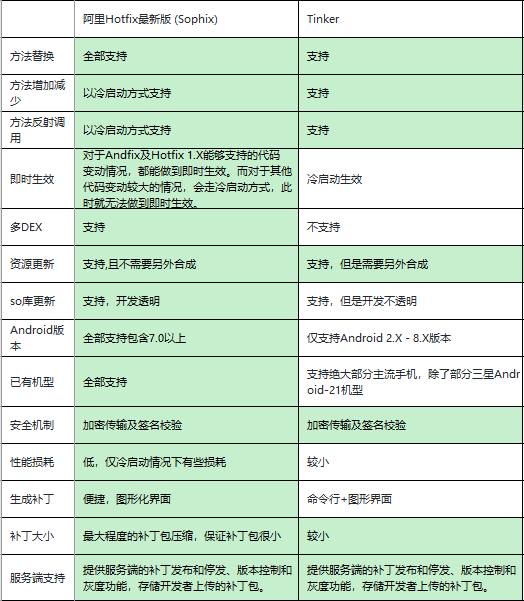 阿里Hotfix最新版 (Sophix)
Tinker
方法替换
全部支持
支持
方法增加减
少
以冷启动方式支持
支持
方法反射调
用
以冷启动方式支持
支持
即时生效
对于Andfix及Hotfix 1.X能够支持的代码
变动情况，都能做到即时生效。而对于其他
代码变动较大的情况，会走冷启动方式，此
时就无法做到即时生效。
冷启动生效
多DEX
支持
不支持
资源更新
支持,且不需要另外合成
支持，但是需要另外合成
so库更新
支持，开发透明
支持，但是开发不透明
Android版
本
全部支持包含7.0以上
仅支持Android 2.X - 8.X版本
已有机型
全部支持
支持绝大部分主流手机，除了部分三星Andr
oid-21机型
安全机制
加密传输及签名校验
加密传输及签名校验
性能损耗
低，仅冷启动情况下有些损耗
较小
生成补丁
便捷，图形化界面
命令行+图形界面
补丁大小
最大程度的补丁包压缩，保证补丁包很小
较小
服务端支持
提供服务端的补丁发布和停发、版本控制和
灰度功能，存储开发者上传的补丁包。
提供服务端的补丁发布和停发、版本控制和
灰度功能，存储开发者上传的补丁包。